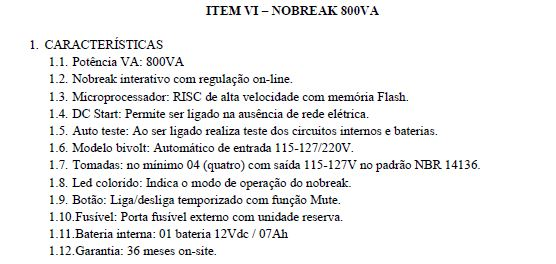 ITEM VI – NOBREAK 800VA
1. CARACTERÍSTICAS
1.1. Potência VA: 800VA
1.2. Nobreak interativo com regulação on-line.
1.3. Microprocessador: RISC de alta velocidade com memória Flash.
1.4. DC Start: Permite ser ligado na ausência de rede elétrica.
1.5. Auto teste: Ao ser ligado realiza teste dos circuitos internos e baterias.
1.6. Modelo bivolt: Automático de entrada 115-127/220V.
1.7. Tomadas: no mínimo 04 (quatro) com saída 115-127V no padrão NBR 14136.
1.8. Led colorido: Indica o modo de operação do nobreak.
1.9. Botão: Liga/desliga temporizado com função Mute.
1.10.Fusível: Porta fusível externo com unidade reserva.
1.11.Bateria interna: 01 bateria 12Vdc / 07Ah
1.12.Garantia: 36 meses on-site.